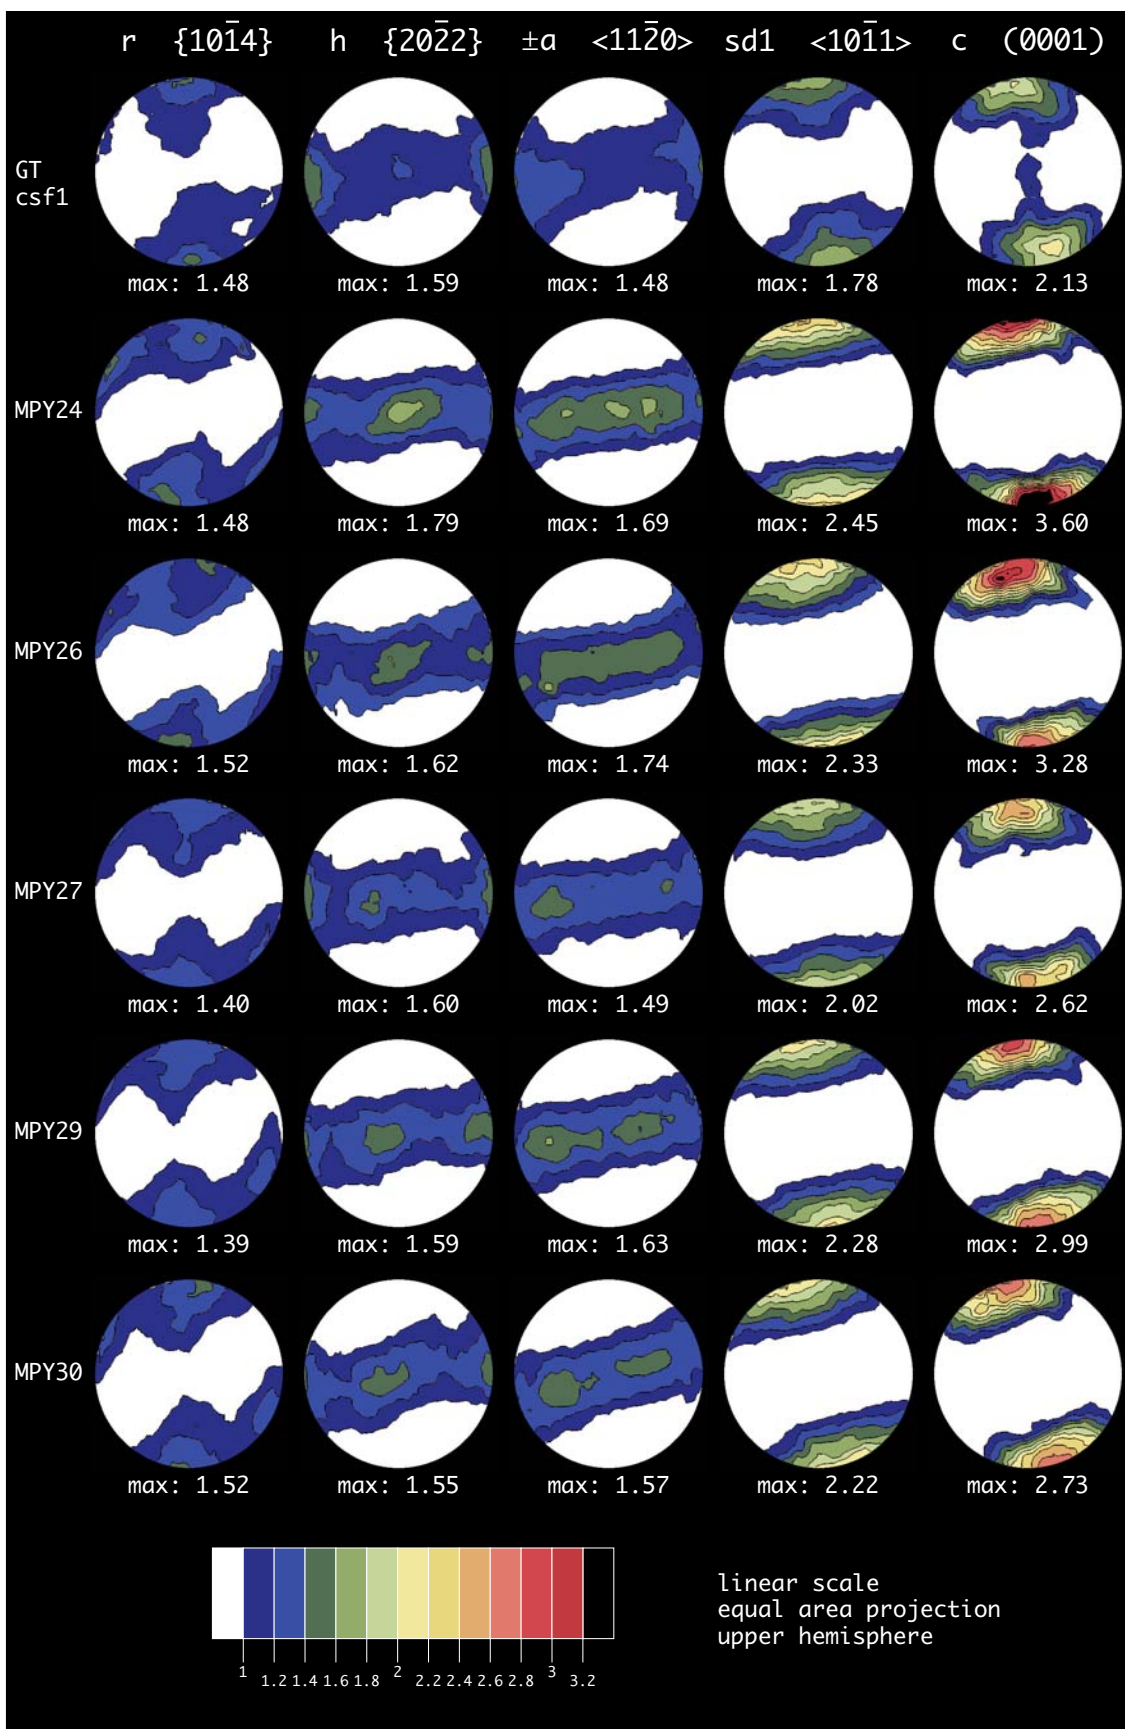 r {101̄4} h {202̄2} ±a <112̄0> sd1 <101̄1> c (0001)
GT
csf1
max: 1.48 max: 1.59 max: 1.48 max: 1.78 max: 2.13
MPY24
max: 1.48 max: 1.79 max: 1.69 max: 2.45 max: 3.60
MPY26
max: 1.52 max: 1.62 max: 1.74 max: 2.33 max: 3.28
MPY27
max: 1.40 max: 1.60 max: 1.49 max: 2.02 max: 2.62
MPY29
max: 1.39 max: 1.59 max: 1.63 max: 2.28 max: 2.99
MPY30
max: 1.52 max: 1.55 max: 1.57 max: 2.22 max: 2.73
1 1.2 1.4 1.6 1.8 2 2.2 2.4 2.6 2.8 3 3.2
linear scale
equal area projection
upper hemisphere